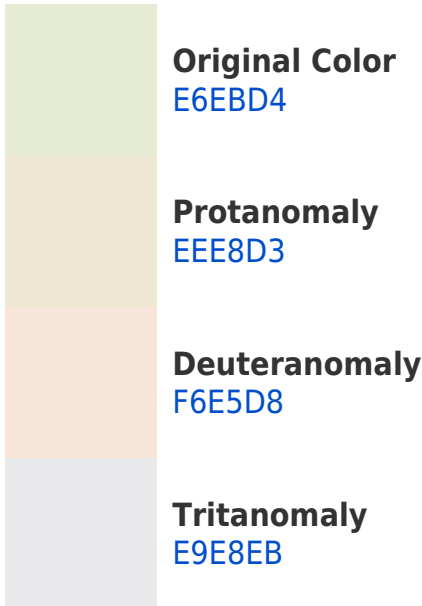 Original Color
E6EBD4
Protanomaly
EEE8D3
Deuteranomaly
F6E5D8
Tritanomaly
E9E8EB